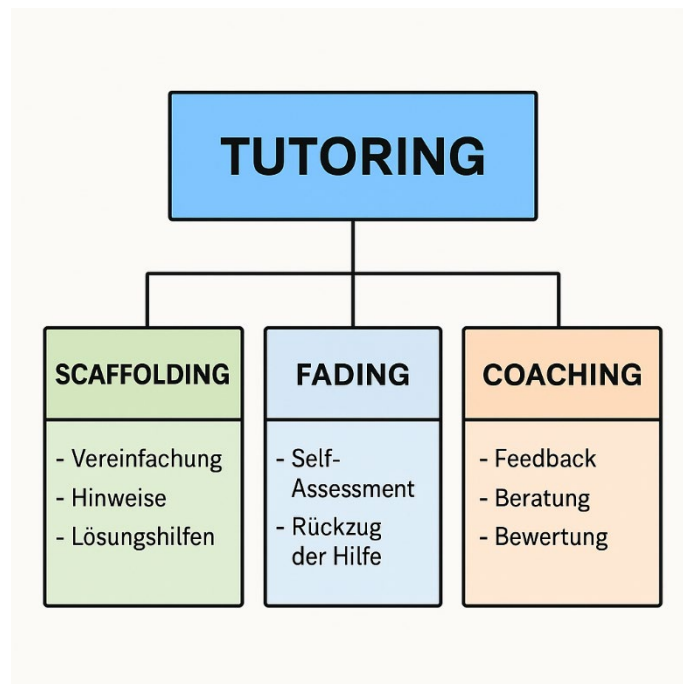 TUTORING
SCAFFOLDING
- Vereinfachung
- Hinweise
- Lösungshilfen
FADING
- Self-
Assessment
- Rückzug
der Hilfe
COACHING
- Feedback
- Beratung
- Bewertung